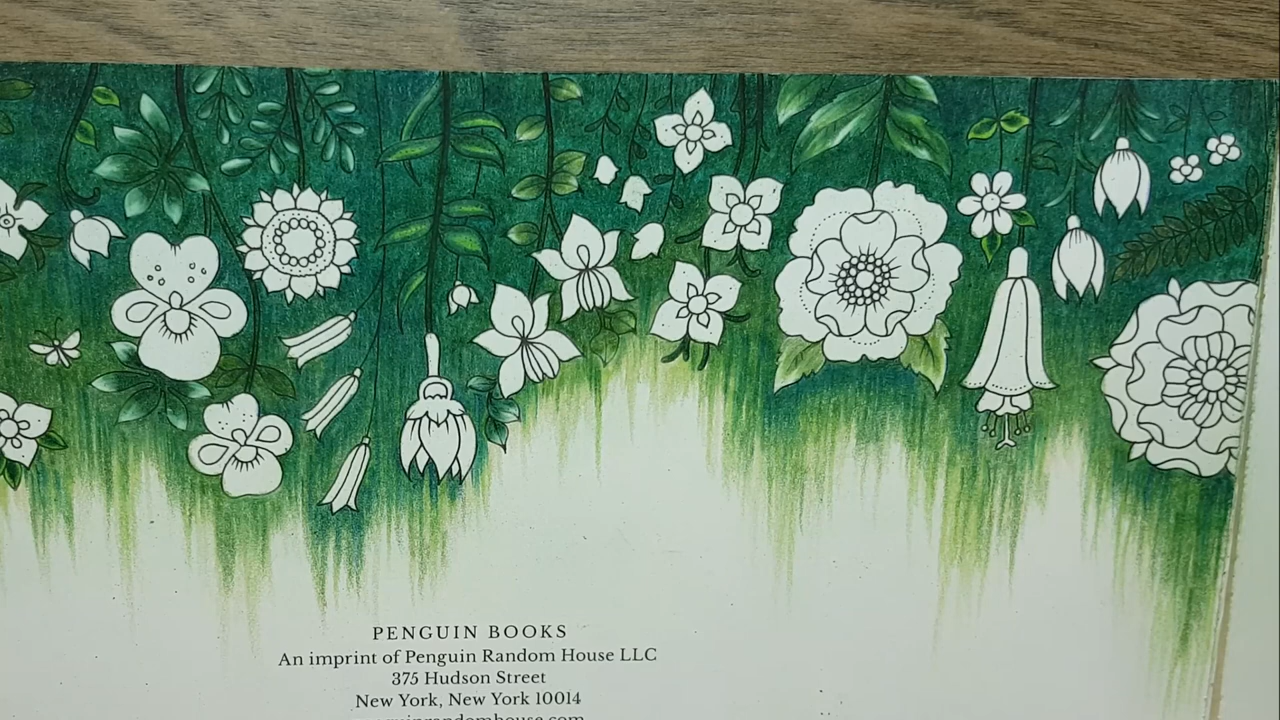 PENGUIN BOOKS
An imprint of Penguin Random House LLC
375 Hudson Street
New York, New York 10014